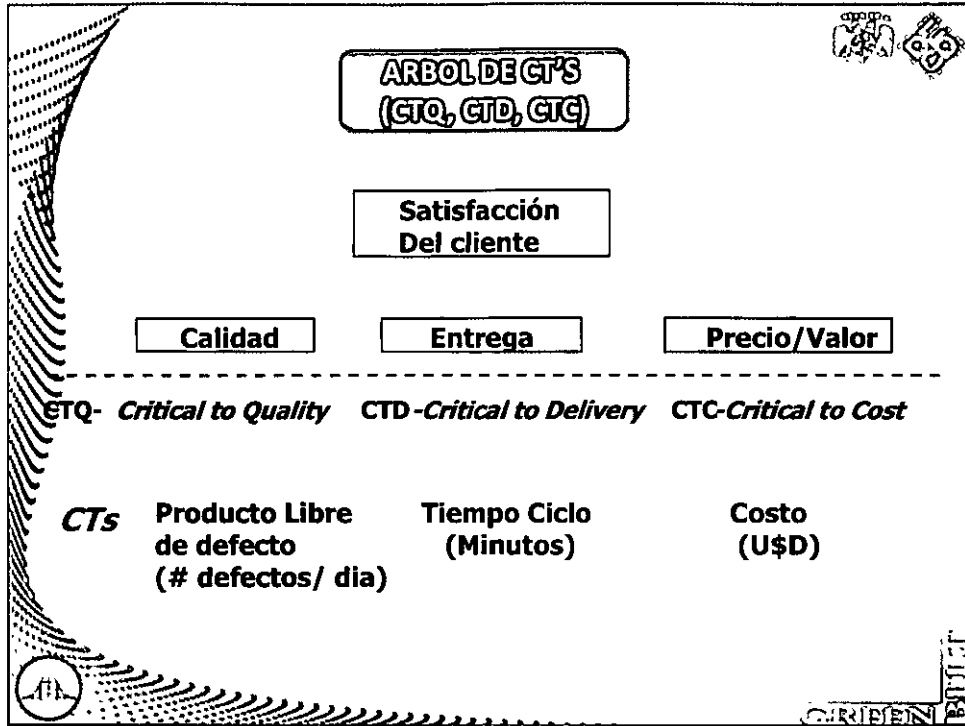 ARBOL DE CT'S
(CTQ, CTD, CTC)
Satisfacción
Del cliente
Calidad
Entrega
Precio/Valor
CTQ- Critical to Quality
CTD -Critical to Delivery
CTC-Critical to Cost
CTs
Producto Libre
de defecto
(# defectos/ dia)
Tiempo Ciclo
(Minutos)
Costo
(U$D)
GREEN
BELT